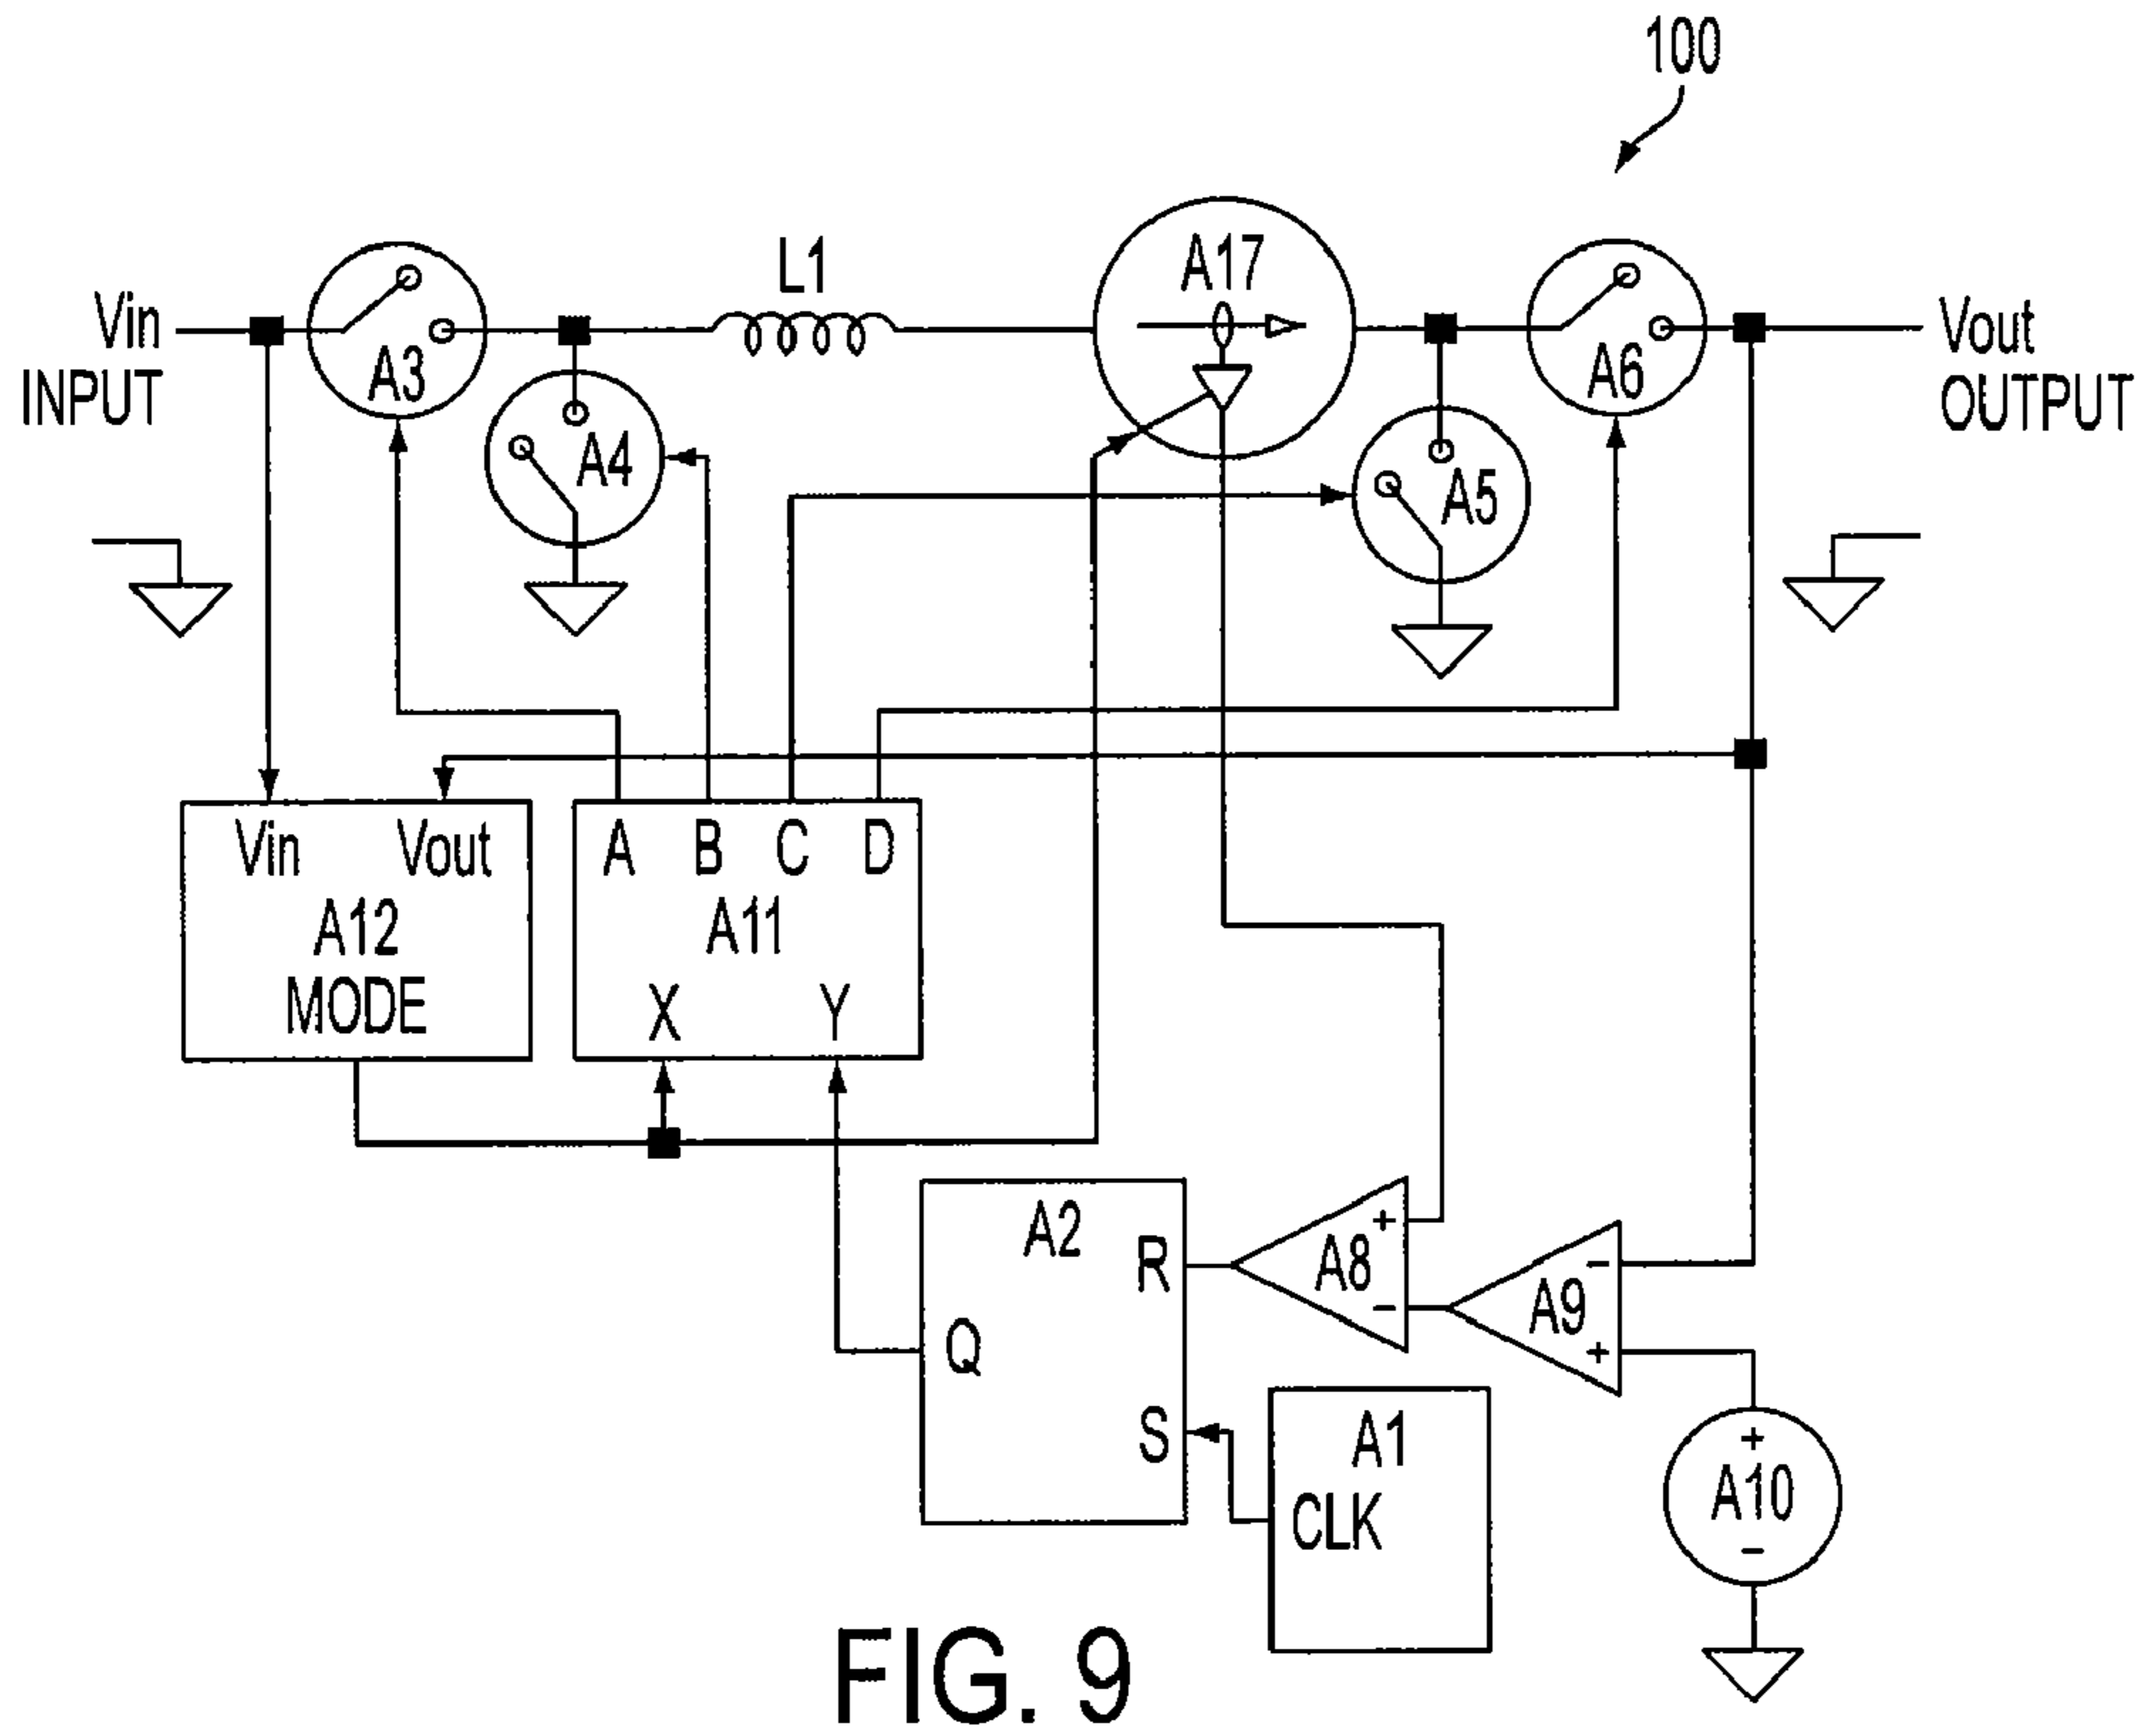 100
L1
A17
Vin
INPUT
A3
A6
Vout
OUTPUT
A4
A5
Vin Vout
A12
MODE
A B C D
A11
X Y
A2
R
Q
S
+
A8
−
−
A9
+
A1
CLK
+
A10
−
FIG. 9